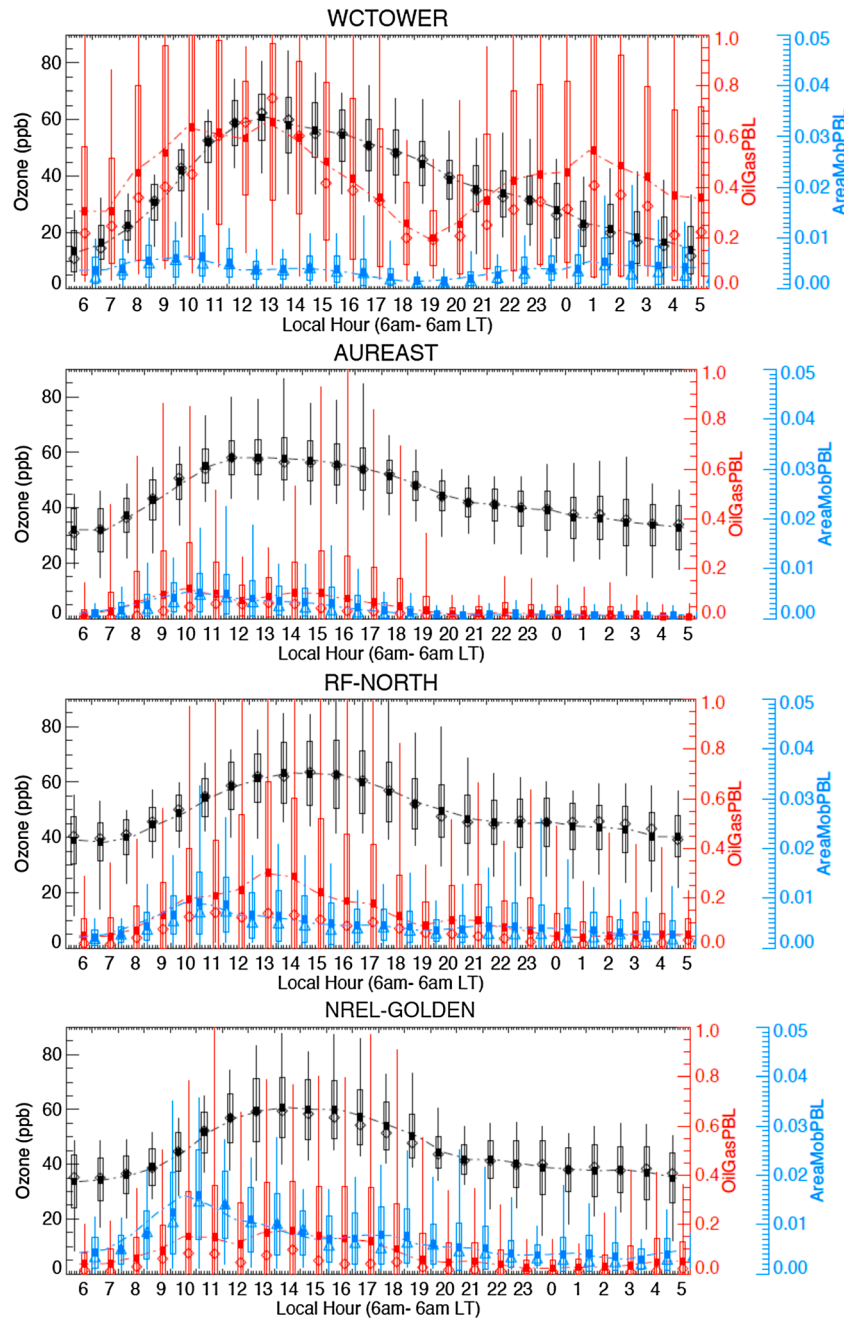 WCTOWER
80
60
40
20
0
Ozone (ppb)
1.0
0.8
0.6
0.4
0.2
0.0
OilGasPBL
0.05
0.04
0.03
0.02
0.01
0.00
AreaMobPBL
6 7 8 9 10 11 12 13 14 15 16 17 18 19 20 21 22 23 0 1 2 3 4 5
Local Hour (6am- 6am LT)
AUREAST
80
60
40
20
0
Ozone (ppb)
1.0
0.8
0.6
0.4
0.2
0.0
OilGasPBL
0.05
0.04
0.03
0.02
0.01
0.00
AreaMobPBL
6 7 8 9 10 11 12 13 14 15 16 17 18 19 20 21 22 23 0 1 2 3 4 5
Local Hour (6am- 6am LT)
RF-NORTH
80
60
40
20
0
Ozone (ppb)
1.0
0.8
0.6
0.4
0.2
0.0
OilGasPBL
0.05
0.04
0.03
0.02
0.01
0.00
AreaMobPBL
6 7 8 9 10 11 12 13 14 15 16 17 18 19 20 21 22 23 0 1 2 3 4 5
Local Hour (6am- 6am LT)
NREL-GOLDEN
80
60
40
20
0
Ozone (ppb)
1.0
0.8
0.6
0.4
0.2
0.0
OilGasPBL
0.05
0.04
0.03
0.02
0.01
0.00
AreaMobPBL
6 7 8 9 10 11 12 13 14 15 16 17 18 19 20 21 22 23 0 1 2 3 4 5
Local Hour (6am- 6am LT)